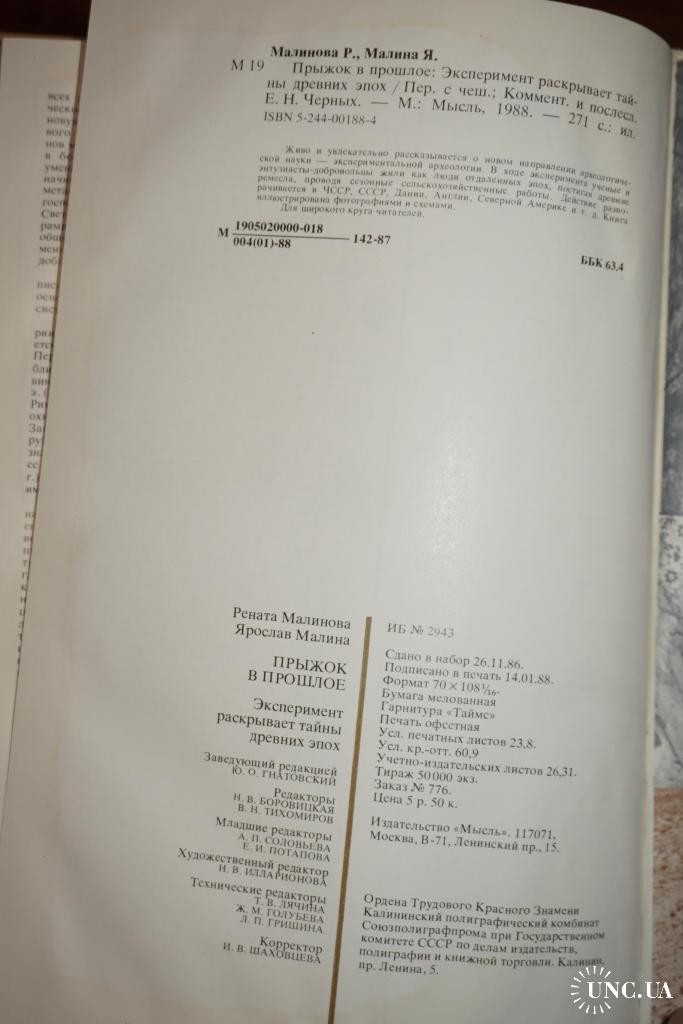 Малинова Р., Малина Я.
М 19 Прыжок в прошлое: Эксперимент раскрывает тай-
ны древних эпох / Пер. с чеш.; Коммент. и послесл.
Е. Н. Черных. — М.: Мысль, 1988. — 271 с.: ил.
ISBN 5-244-00188-4
Живо и увлекательно рассказывается о новом направлении археологиче-
ской науки — экспериментальной археологии. В ходе эксперимента ученые и
энтузиасты-добровольцы жили как люди отдаленных эпох, постигая древние
ремесла, проводя сезонные сельскохозяйственные работы. Действие разво-
рачивается в ЧССР, СССР, Дании, Англии, Северной Америке и т. д. Книга
иллюстрирована фотографиями и схемами.
Для широкого круга читателей.
М 1905020000-018
004(01)-88 142-87
ББК 63.4
Рената Малинова
Ярослав Малина
ПРЫЖОК
В ПРОШЛОЕ
Эксперимент
раскрывает тайны
древних эпох
Заведующий редакцией
Ю. О. ГНАТОВСКИЙ
Редакторы
Н. В. БОРОВИЦКАЯ
В. Н. ТИХОМИРОВ
Младшие редакторы
А. П. СОЛОВЬЕВА
Е. И. ПОТАПОВА
Художественный редактор
Н. В. ИЛЛАРИОНОВА
Технические редакторы
Т. В. ЛЯЧИНА
Ж. М. ГОЛУБЕВА
Л. П. ГРИШИНА
Корректор
И. В. ШАХОВЦЕВА
ИБ № 2943
Сдано в набор 26.11.86.
Подписано в печать 14.01.88.
Формат 70 × 108 1/16.
Бумага мелованная
Гарнитура «Таймс»
Печать офсетная
Усл. печатных листов 23,8.
Усл. кр.-отт. 60,9
Учетно-издательских листов 26,31.
Тираж 50 000 экз.
Заказ № 776.
Цена 5 р. 50 к.
Издательство «Мысль». 117071,
Москва, В-71, Ленинский пр., 15.
Ордена Трудового Красного Знамени
Калининский полиграфический комбинат
Союзполиграфпрома при Государственном
комитете СССР по делам издательств,
полиграфии и книжной торговли. Калинин,
пр. Ленина, 5.
UNC.UA